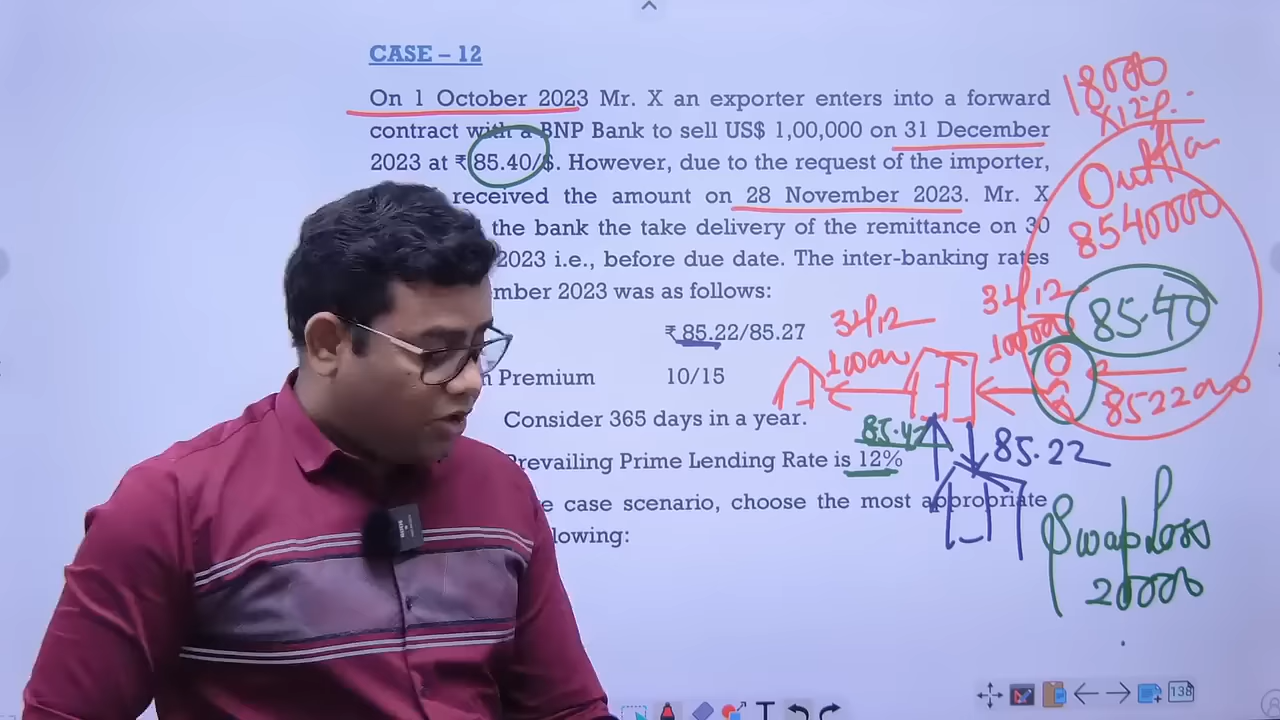 CASE – 12
On 1 October 2023 Mr. X an exporter enters into a forward
contract with a BNP Bank to sell US$ 1,00,000 on 31 December
2023 at ₹ 85.40/$. However, due to the request of the importer,
received the amount on 28 November 2023. Mr. X
the bank the take delivery of the remittance on 30
2023 i.e., before due date. The inter-banking rates
mber 2023 was as follows:
₹ 85.22/85.27
Premium 10/15
Consider 365 days in a year.
Prevailing Prime Lending Rate is 12%
e case scenario, choose the most appropriate
lowing:
18000
x12%
8540000
85.40
8522000
31/12
31/12
85.42
85.22
Swap Loss
20000
138